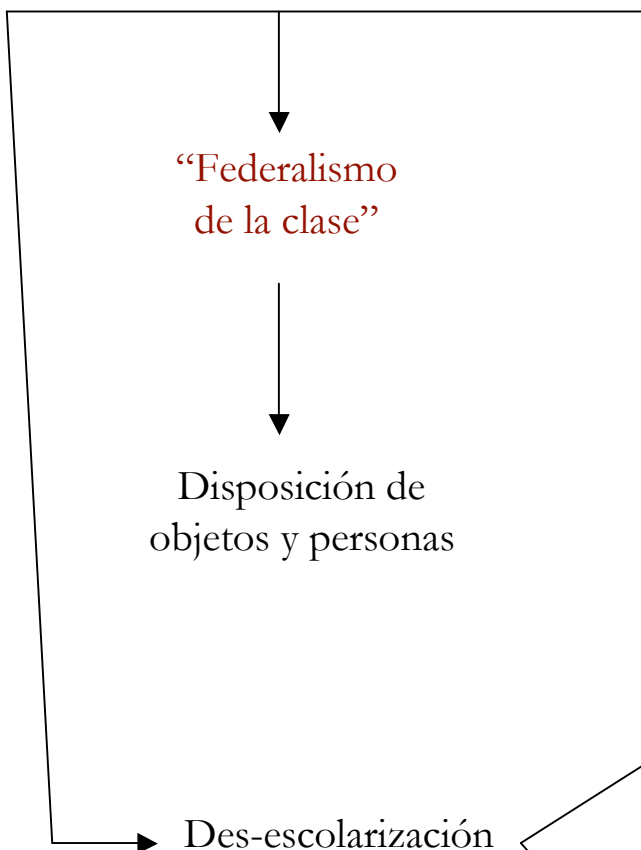 “Federalismo
de la clase”
Disposición de
objetos y personas
Des-escolarización